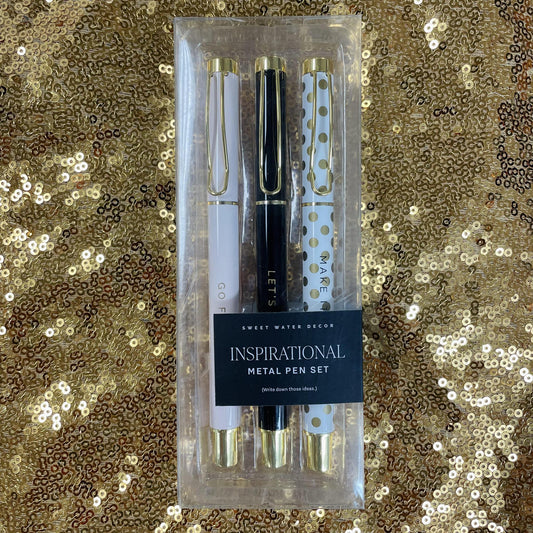 GO F
LET'S
MAKE
SWEET WATER DECOR
INSPIRATIONAL
METAL PEN SET
(Write down those ideas.)